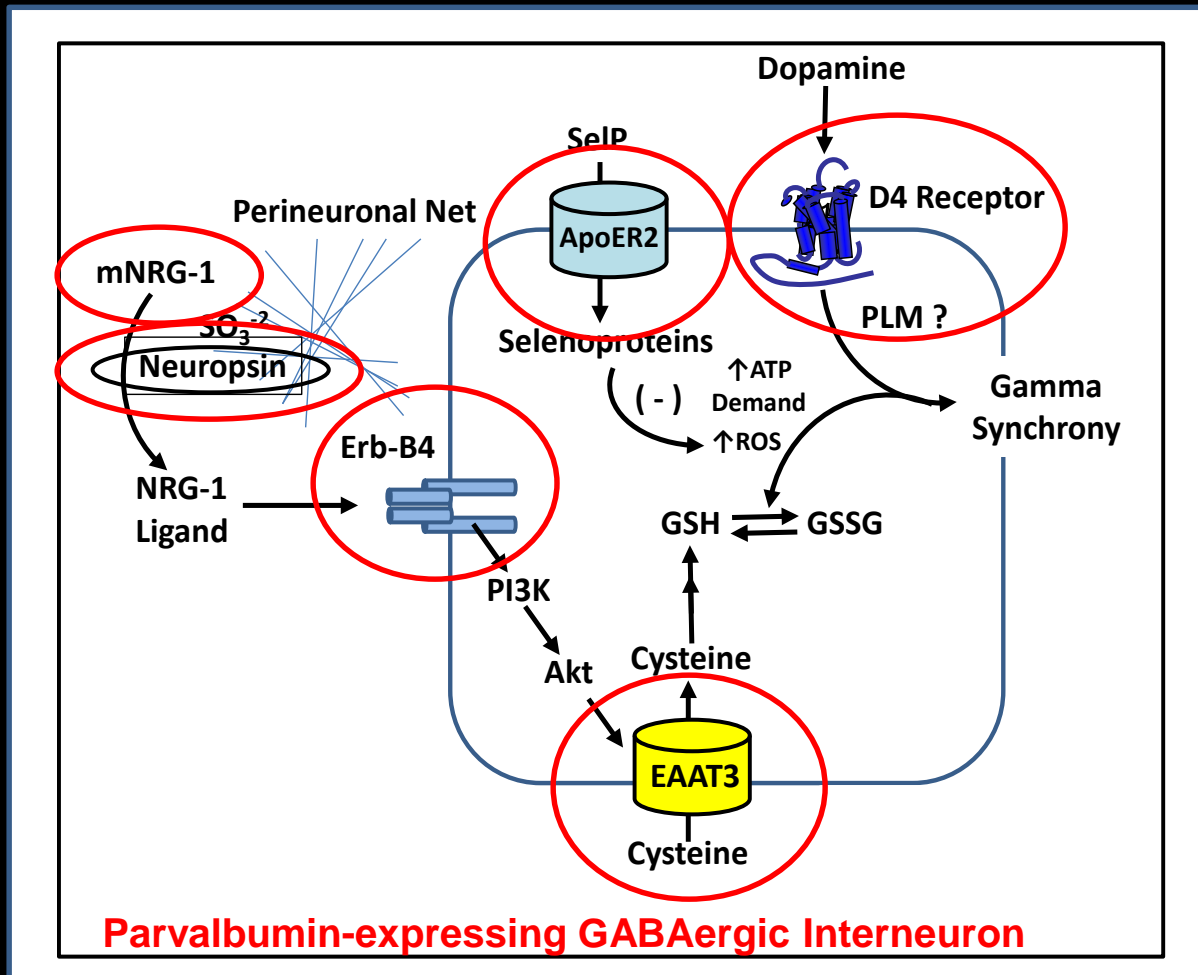 Dopamine
SelP
D4 Receptor
Perineuronal Net
ApoER2
mNRG-1
SO₃⁻²
PLM ?
Selenoproteins
Neuropsin
↑ATP
Demand
( - )
↑ROS
Gamma
Synchrony
Erb-B4
NRG-1
Ligand
GSH
GSSG
PI3K
Akt
Cysteine
EAAT3
Cysteine
Parvalbumin-expressing GABAergic Interneuron